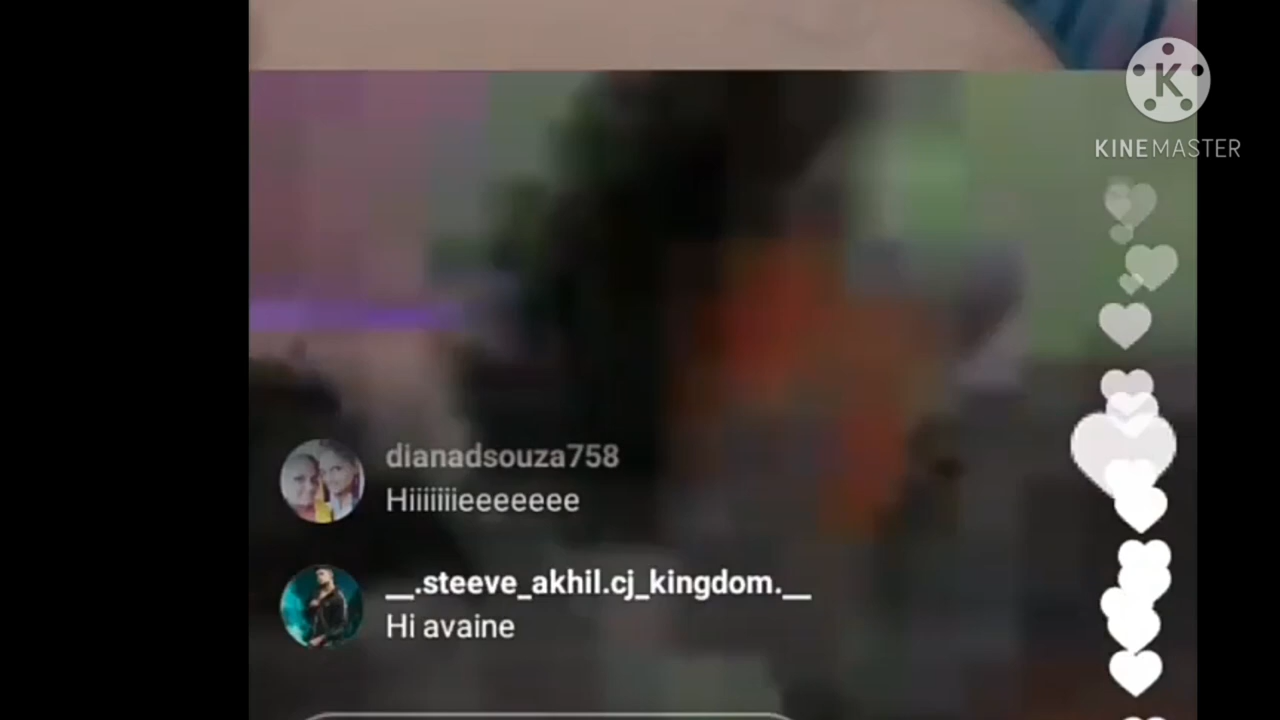 K
KINEMASTER
dianadsouza758
Hiiiiiiieeeeeee
__.steeve_akhil.cj_kingdom.__
Hi avaine